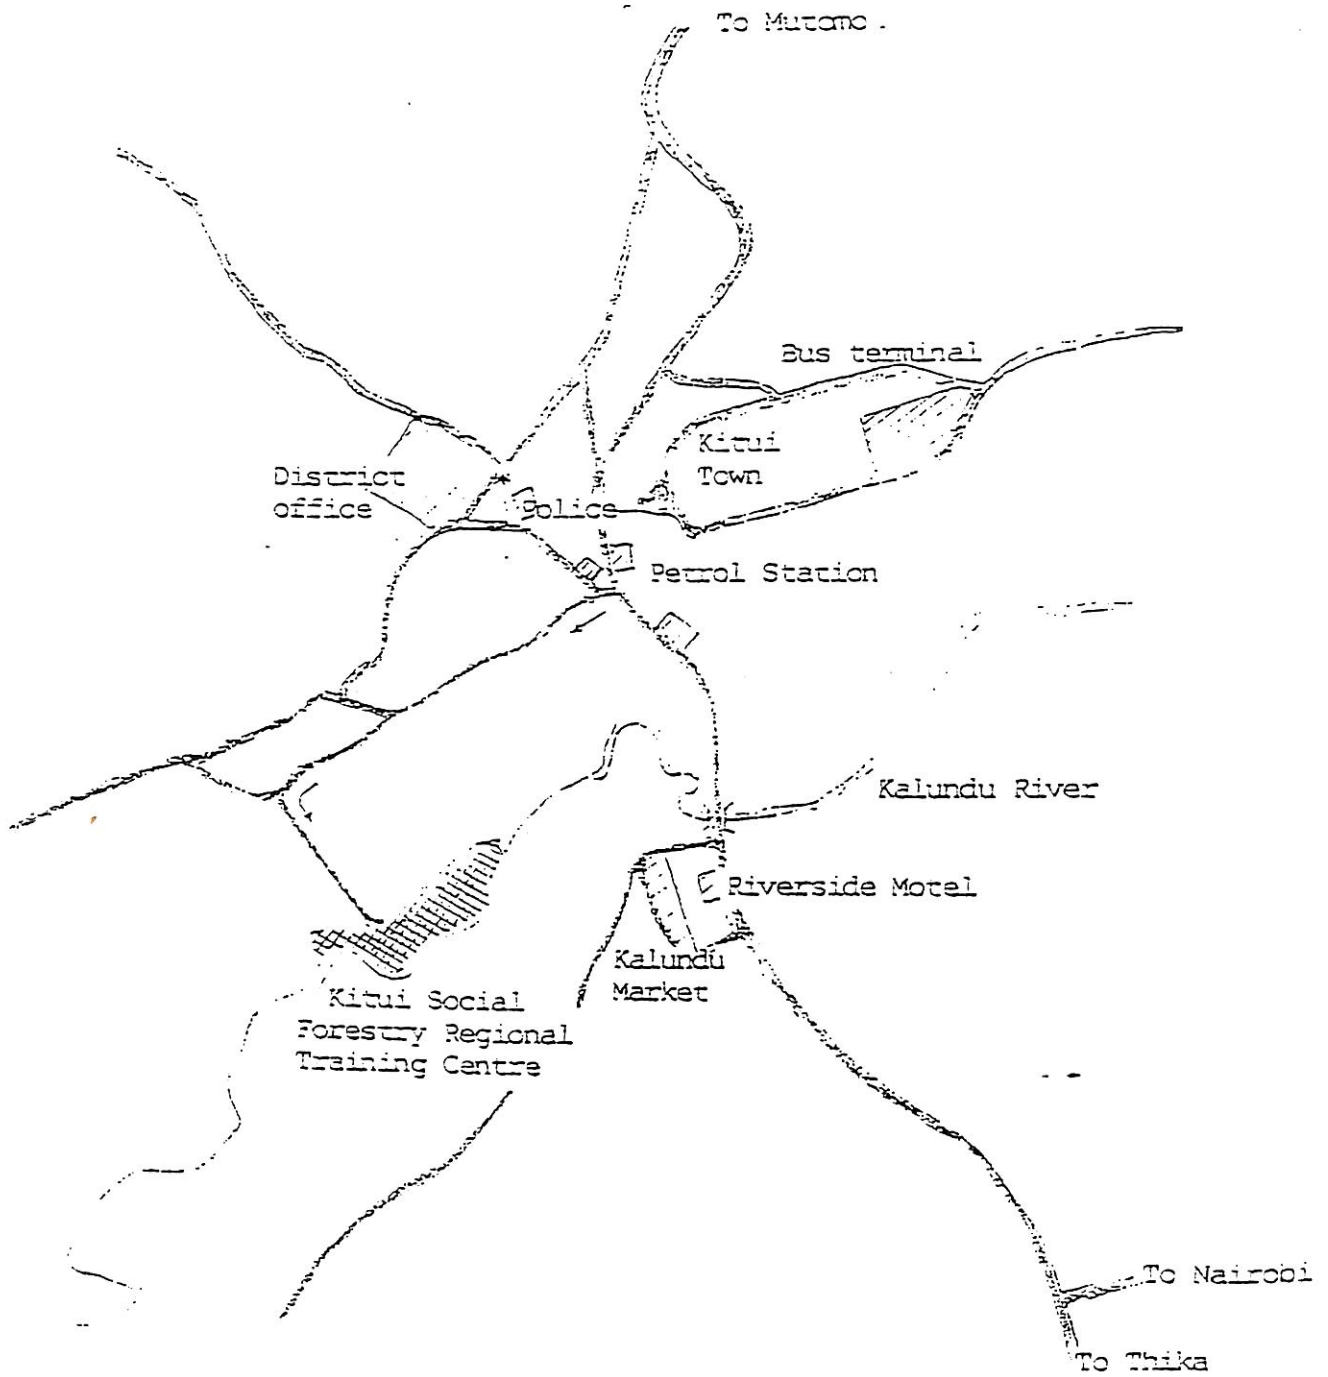 To Mutomo.
Bus terminal
Kitui
Town
District
office
Police
Petrol Station
Kalundu River
Riverside Motel
Kalundu
Market
Kitui Social
Forestry Regional
Training Centre
To Nairobi
To Thika